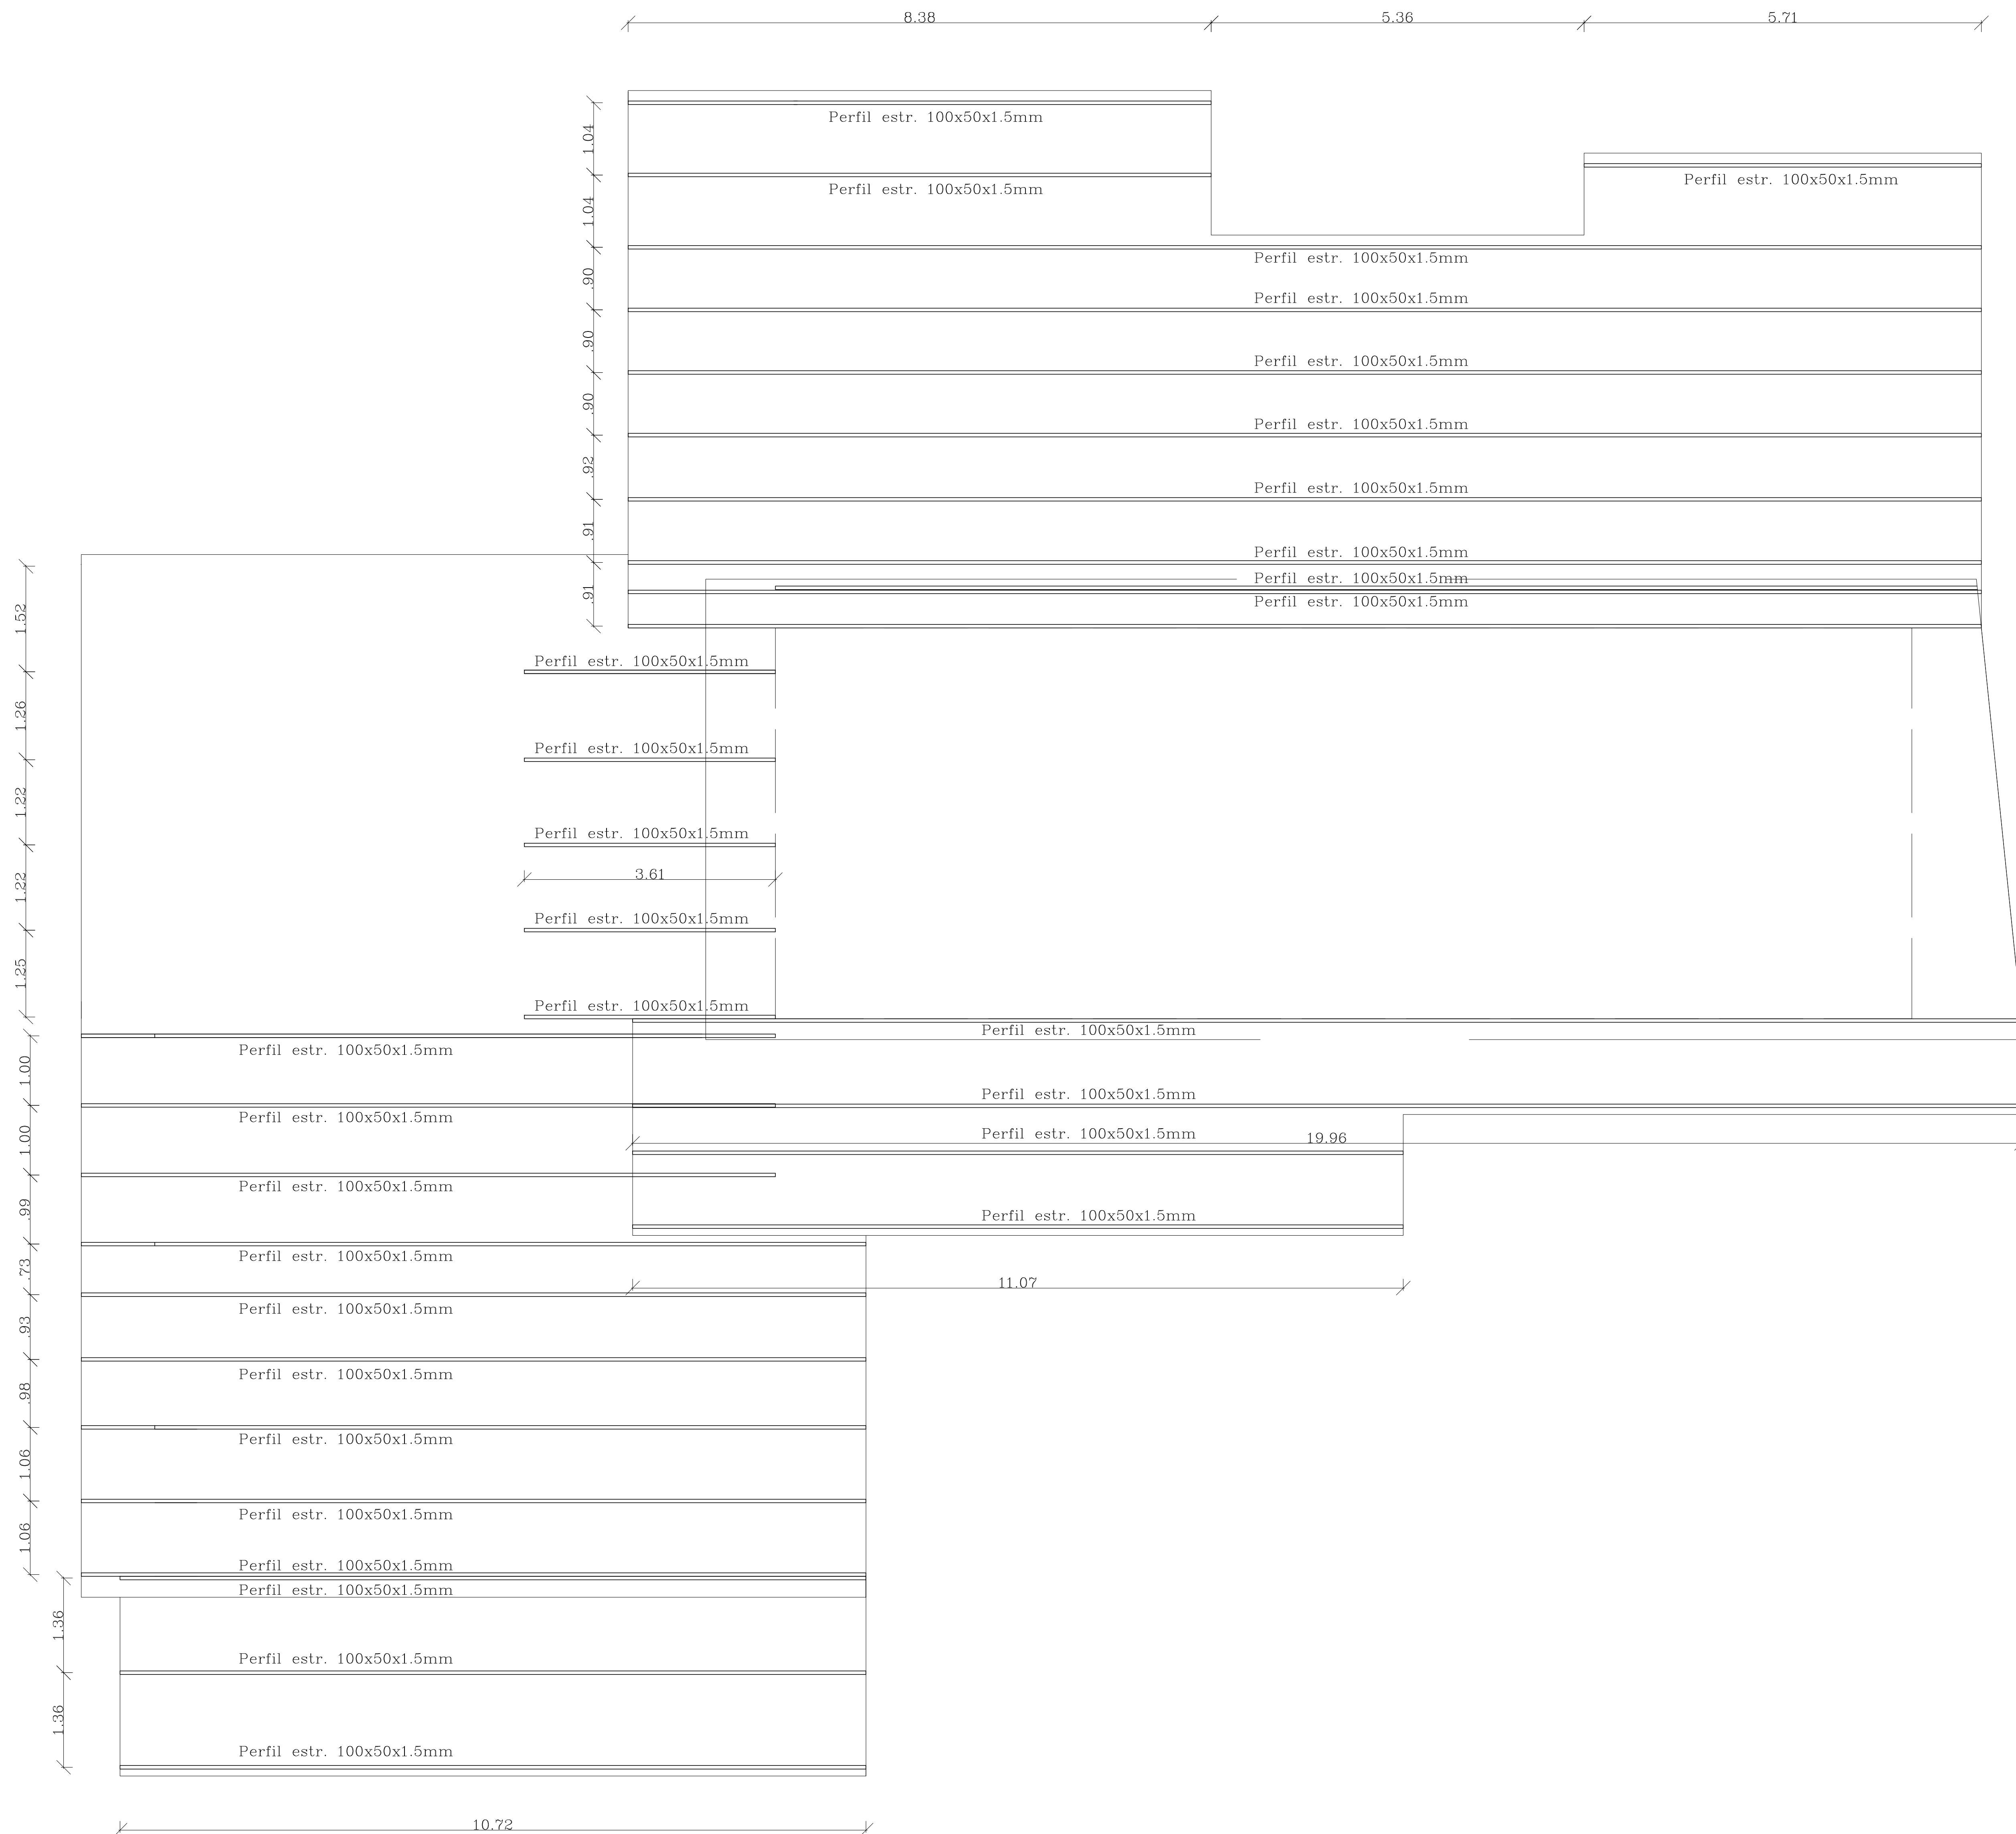 8.38 5.36 5.71
Perfil estr. 100x50x1.5mm
1.04
Perfil estr. 100x50x1.5mm
Perfil estr. 100x50x1.5mm
1.04
Perfil estr. 100x50x1.5mm
.90
Perfil estr. 100x50x1.5mm
.90
Perfil estr. 100x50x1.5mm
.90
Perfil estr. 100x50x1.5mm
.92
Perfil estr. 100x50x1.5mm
.91
Perfil estr. 100x50x1.5mm
Perfil estr. 100x50x1.5mm
.91
Perfil estr. 100x50x1.5mm
1.52
Perfil estr. 100x50x1.5mm
1.26
Perfil estr. 100x50x1.5mm
1.22
Perfil estr. 100x50x1.5mm
3.61
1.22
Perfil estr. 100x50x1.5mm
1.25
Perfil estr. 100x50x1.5mm
Perfil estr. 100x50x1.5mm
Perfil estr. 100x50x1.5mm
1.00
Perfil estr. 100x50x1.5mm
Perfil estr. 100x50x1.5mm
1.00
Perfil estr. 100x50x1.5mm
19.96
Perfil estr. 100x50x1.5mm
.99
Perfil estr. 100x50x1.5mm
Perfil estr. 100x50x1.5mm
.73
11.07
Perfil estr. 100x50x1.5mm
.93
Perfil estr. 100x50x1.5mm
.98
Perfil estr. 100x50x1.5mm
1.06
Perfil estr. 100x50x1.5mm
1.06
Perfil estr. 100x50x1.5mm
Perfil estr. 100x50x1.5mm
1.36
Perfil estr. 100x50x1.5mm
1.36
Perfil estr. 100x50x1.5mm
10.72